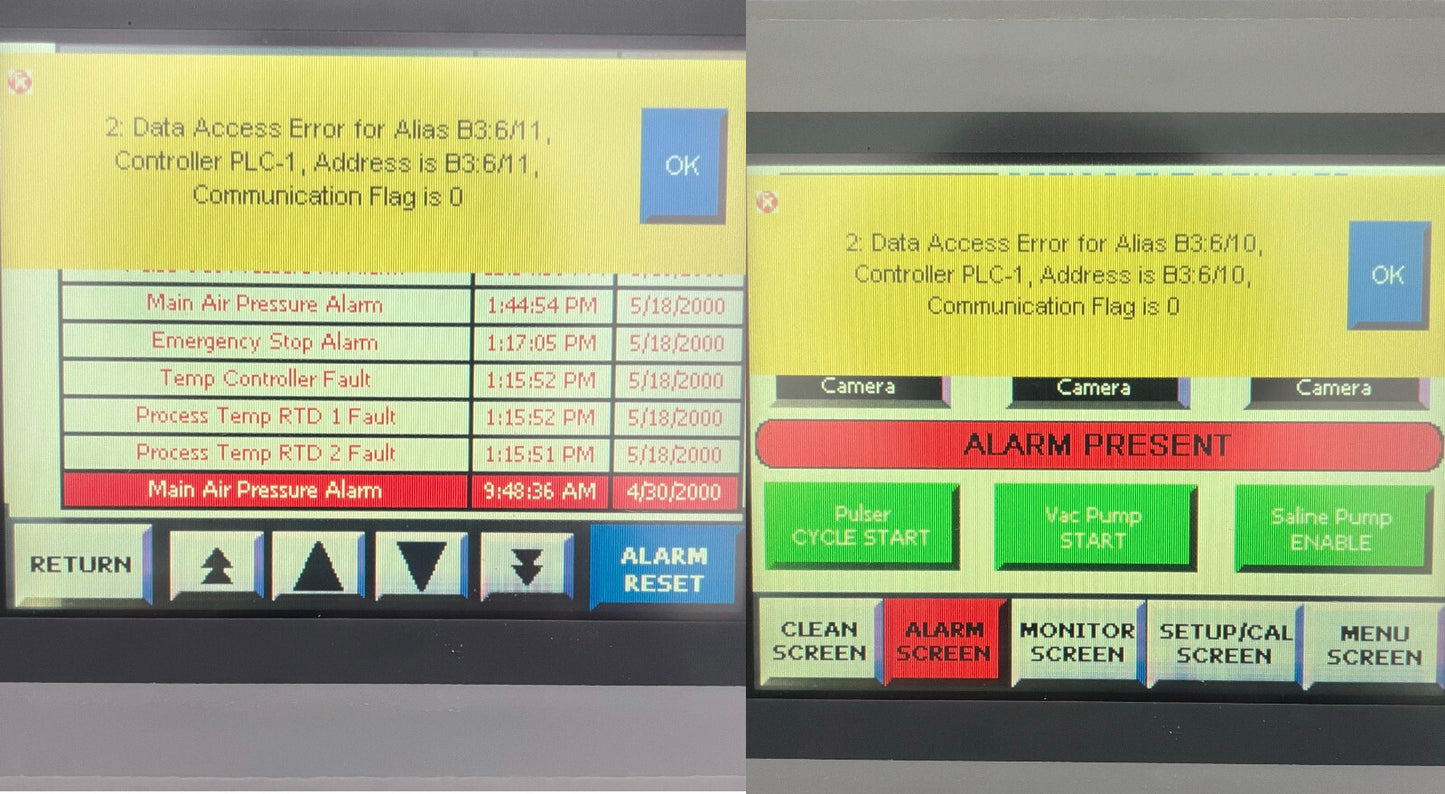 2: Data Access Error for Alias B3:6/11,
Controller PLC-1, Address is B3:6/11,
Communication Flag is 0
OK
Main Air Pressure Alarm 1:44:54 PM 5/18/2000
Emergency Stop Alarm 1:17:05 PM 5/18/2000
Temp Controller Fault 1:15:52 PM 5/18/2000
Process Temp RTD 1 Fault 1:15:52 PM 5/18/2000
Process Temp RTD 2 Fault 1:15:51 PM 5/18/2000
Main Air Pressure Alarm 9:48:36 AM 4/30/2000
RETURN
ALARM
RESET
2: Data Access Error for Alias B3:6/10,
Controller PLC-1, Address is B3:6/10,
Communication Flag is 0
OK
Camera Camera Camera
ALARM PRESENT
Pulser
CYCLE START
Vac Pump
START
Saline Pump
ENABLE
CLEAN
SCREEN
ALARM
SCREEN
MONITOR
SCREEN
SETUP/CAL
SCREEN
MENU
SCREEN